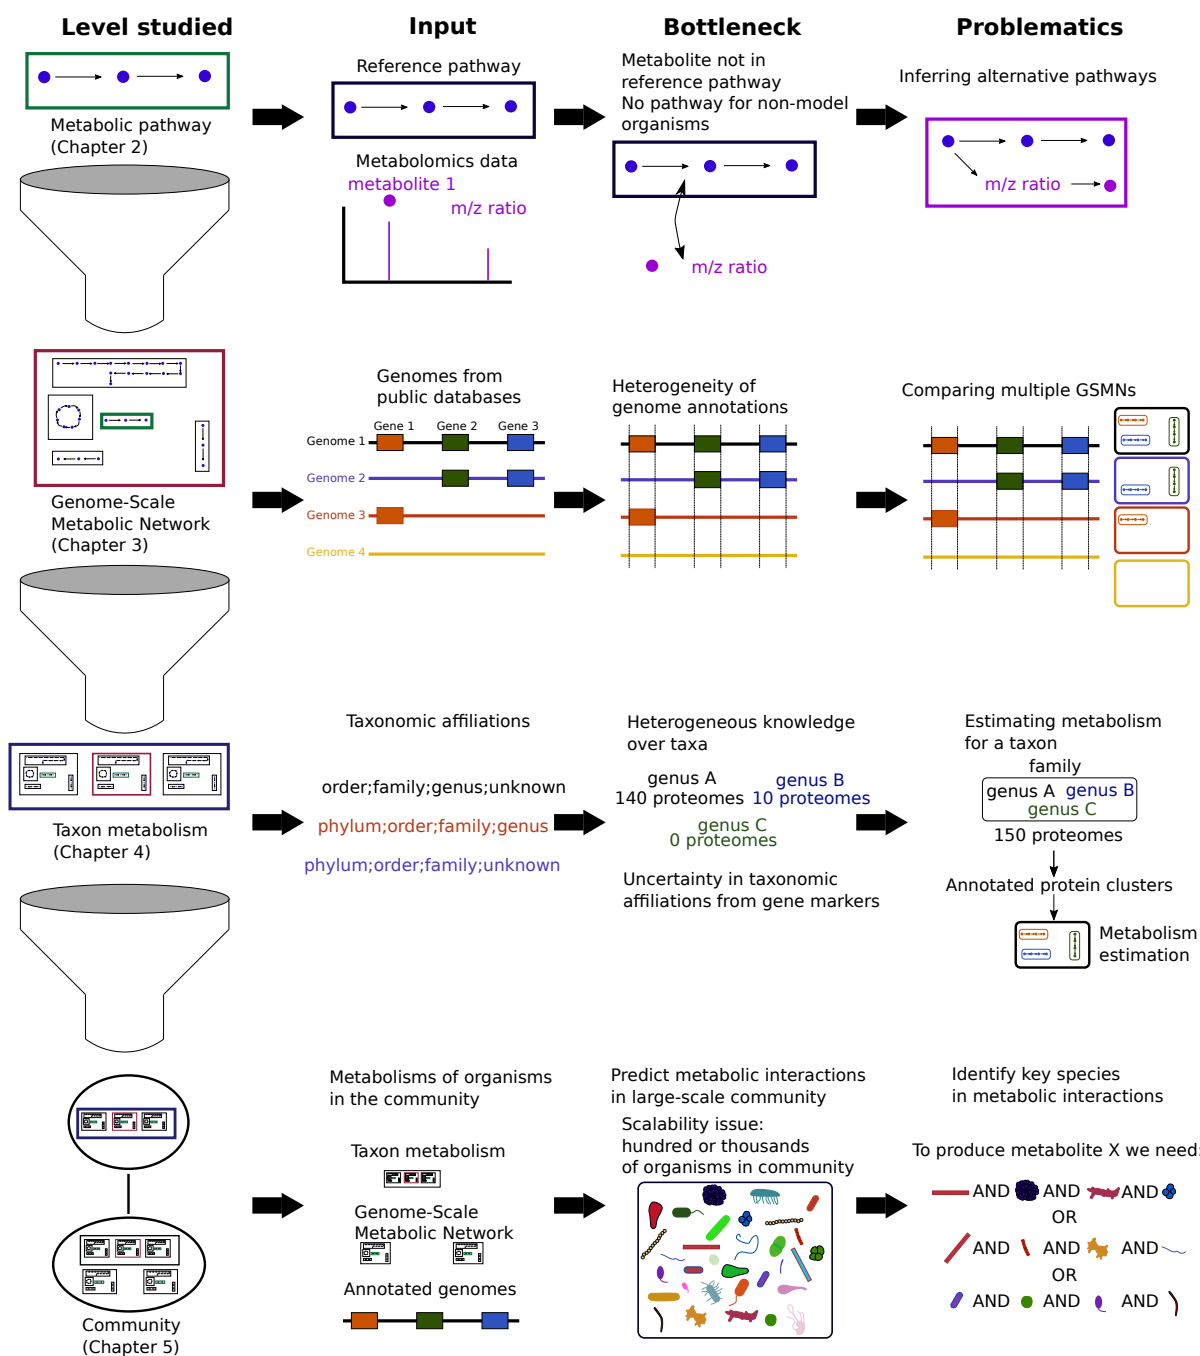 Level studied
Input
Bottleneck
Problematics
Metabolic pathway
(Chapter 2)
Reference pathway
Metabolomics data
metabolite 1
m/z ratio
Metabolite not in
reference pathway
No pathway for non-model
organisms
m/z ratio
Inferring alternative pathways
m/z ratio
Genome-Scale
Metabolic Network
(Chapter 3)
Genomes from
public databases
Gene 1 Gene 2 Gene 3
Genome 1
Genome 2
Genome 3
Genome 4
Heterogeneity of
genome annotations
Comparing multiple GSMNs
Taxon metabolism
(Chapter 4)
Taxonomic affiliations
order;family;genus;unknown
phylum;order;family;genus
phylum;order;family;unknown
Heterogeneous knowledge
over taxa
genus A
140 proteomes
genus B
10 proteomes
genus C
0 proteomes
Uncertainty in taxonomic
affiliations from gene markers
Estimating metabolism
for a taxon
family
genus A genus B
genus C
150 proteomes
Annotated protein clusters
Metabolism
estimation
Community
(Chapter 5)
Metabolisms of organisms
in the community
Taxon metabolism
Genome-Scale
Metabolic Network
Annotated genomes
Predict metabolic interactions
in large-scale community
Scalability issue:
hundred or thousands
of organisms in community
Identify key species
in metabolic interactions
To produce metabolite X we need:
AND AND AND
OR
AND AND AND
OR
AND AND AND